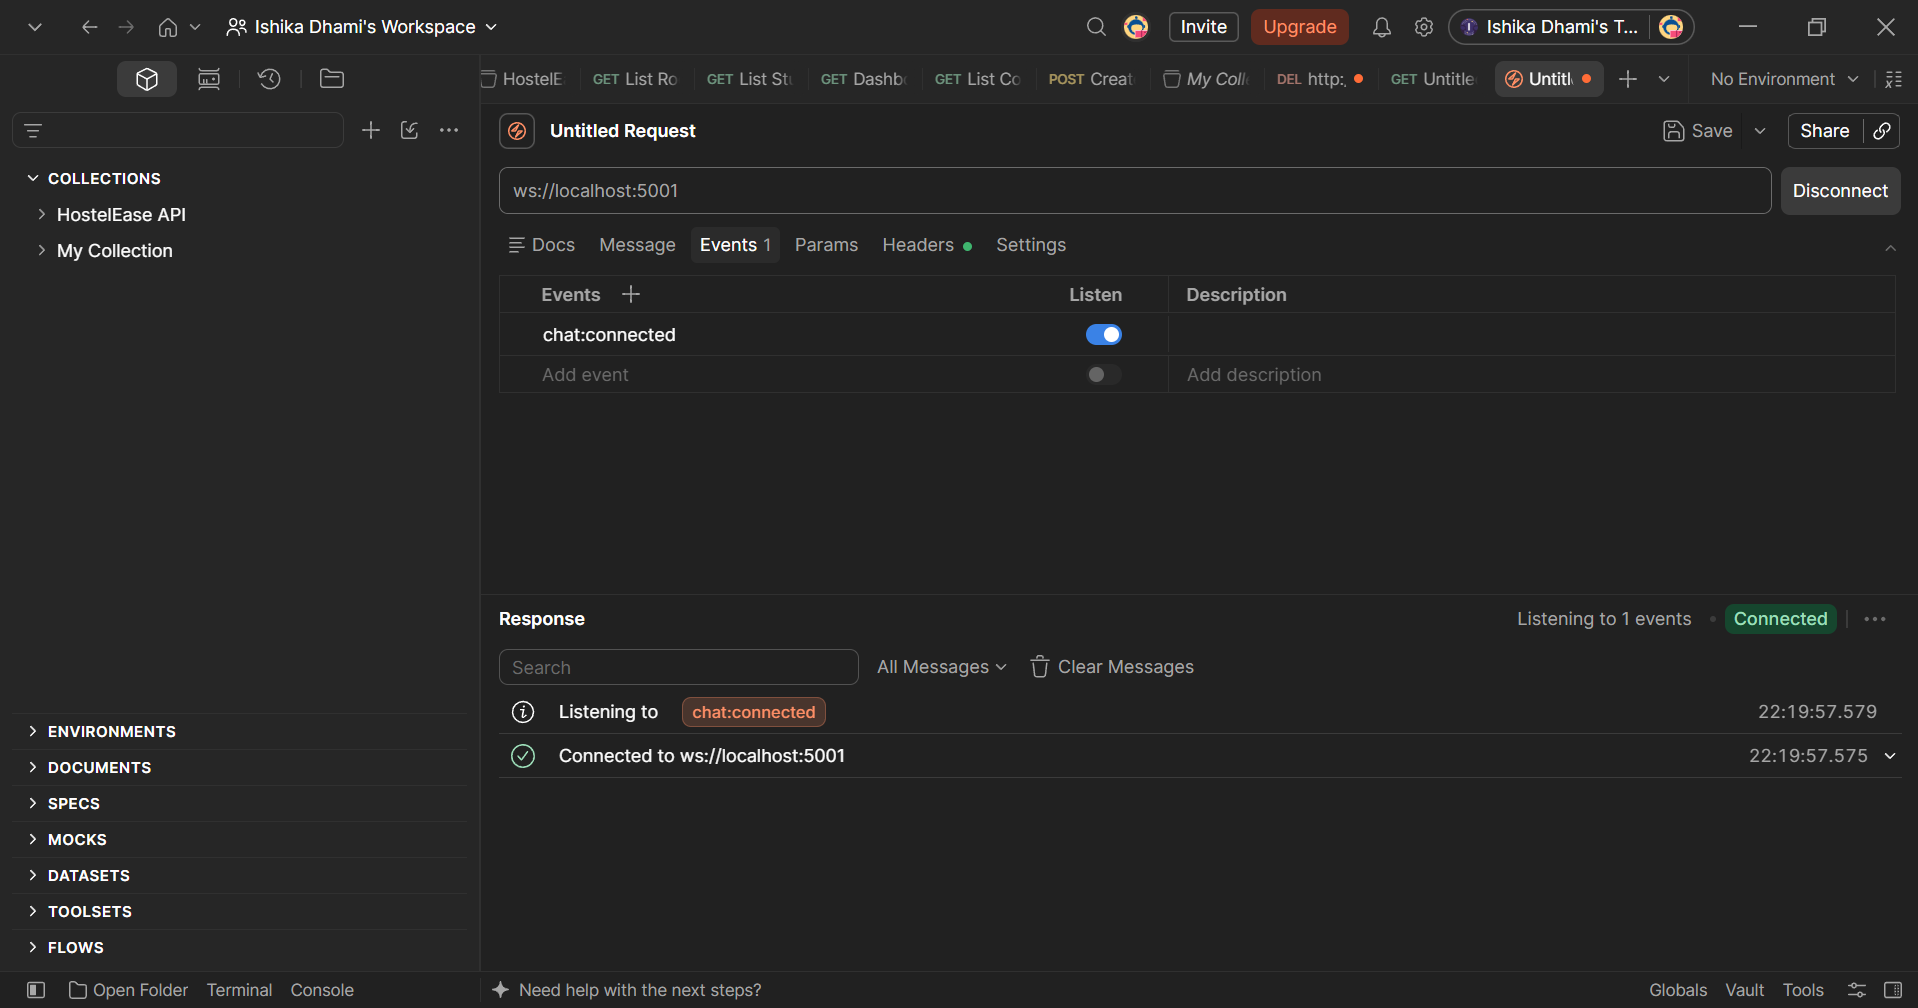 Ishika Dhami's Workspace
Invite
Upgrade
Ishika Dhami's T...
HostelE
GET List Ro
GET List Stu
GET Dashb
GET List Co
POST Creat
My Coll
DEL http:
GET Untitle
Untitl
No Environment
COLLECTIONS
HostelEase API
My Collection
ENVIRONMENTS
DOCUMENTS
SPECS
MOCKS
DATASETS
TOOLSETS
FLOWS
Untitled Request
Save
Share
ws://localhost:5001
Disconnect
Docs Message Events 1 Params Headers Settings
Events Listen Description
chat:connected
Add event Add description
Response
Listening to 1 events
Connected
Search
All Messages
Clear Messages
Listening to chat:connected 22:19:57.579
Connected to ws://localhost:5001 22:19:57.575
Open Folder Terminal Console
Need help with the next steps?
Globals Vault Tools